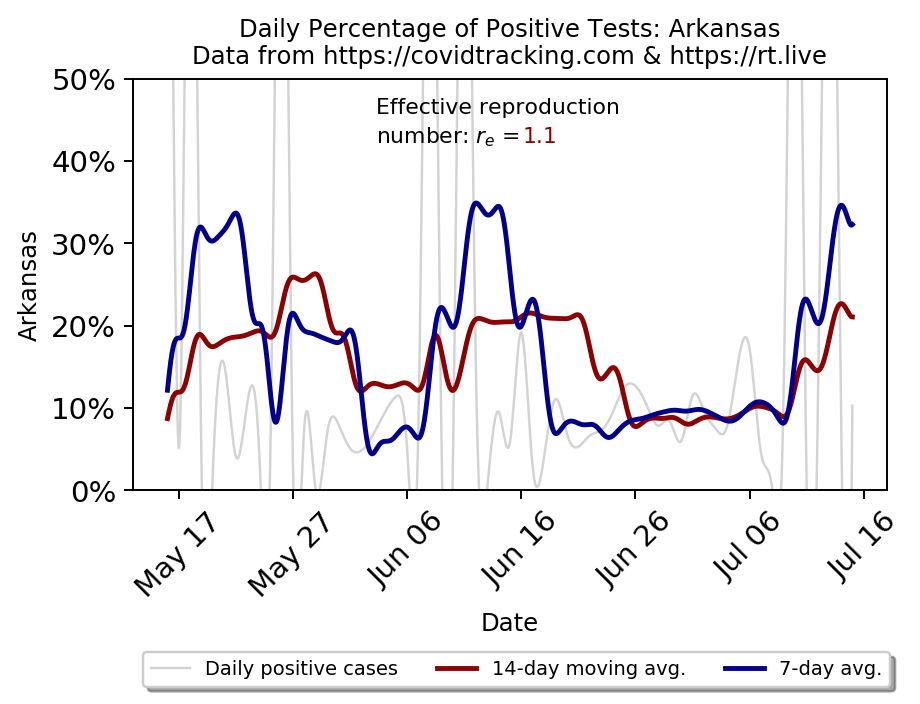 Daily Percentage of Positive Tests: Arkansas
Data from https://covidtracking.com & https://rt.live
Effective reproduction
number: rₑ =1.1
50%
40%
30%
20%
10%
0%
Arkansas
May 17
May 27
Jun 06
Jun 16
Jun 26
Jul 06
Jul 16
Date
Daily positive cases
14-day moving avg.
7-day avg.